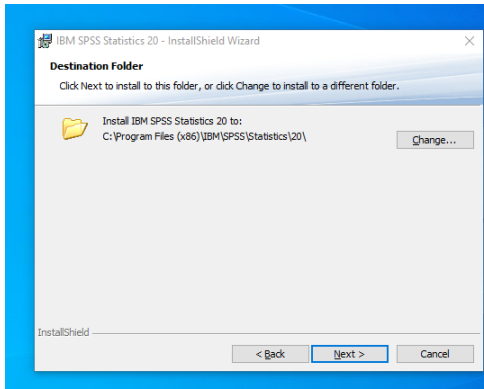 IBM SPSS Statistics 20 - InstallShield Wizard
Destination Folder
Click Next to install to this folder, or click Change to install to a different folder.
Install IBM SPSS Statistics 20 to:
C:\Program Files (x86)\IBM\SPSS\Statistics\20\
Change...
InstallShield
< Back Next > Cancel